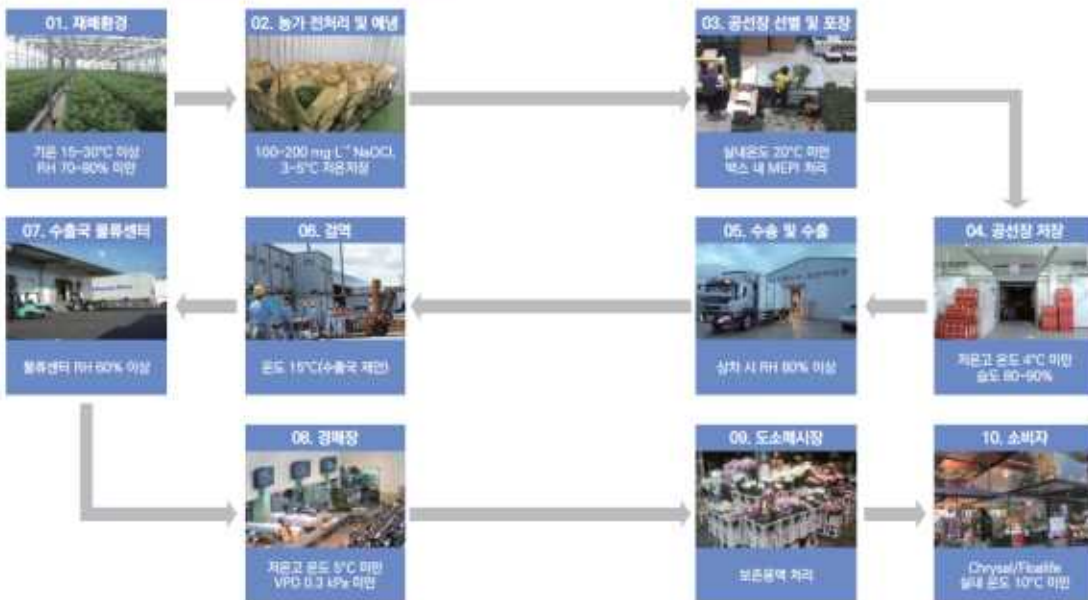 01. 재배환경
기온 15~30°C 이상
RH 70~80% 미만
02. 농가 전처리 및 예냉
100~200 mg·L⁻¹ NaOCl,
3~5°C 저온저장
03. 공선장 선별 및 포장
실내온도 20°C 미만
박스 내 MEPI 처리
04. 공선장 저장
저온고 온도 4°C 미만
습도 80~90%
05. 수송 및 수출
상차 시 RH 80% 이상
06. 검역
온도 15°C(수출국 제안)
07. 수출국 물류센터
물류센터 RH 60% 이상
08. 경매장
저온고 온도 5°C 미만
VPD 0.3 kPa 미만
09. 도소매시장
보존용액 처리
10. 소비자
Chrysal/Floralife
실내 온도 10°C 미만